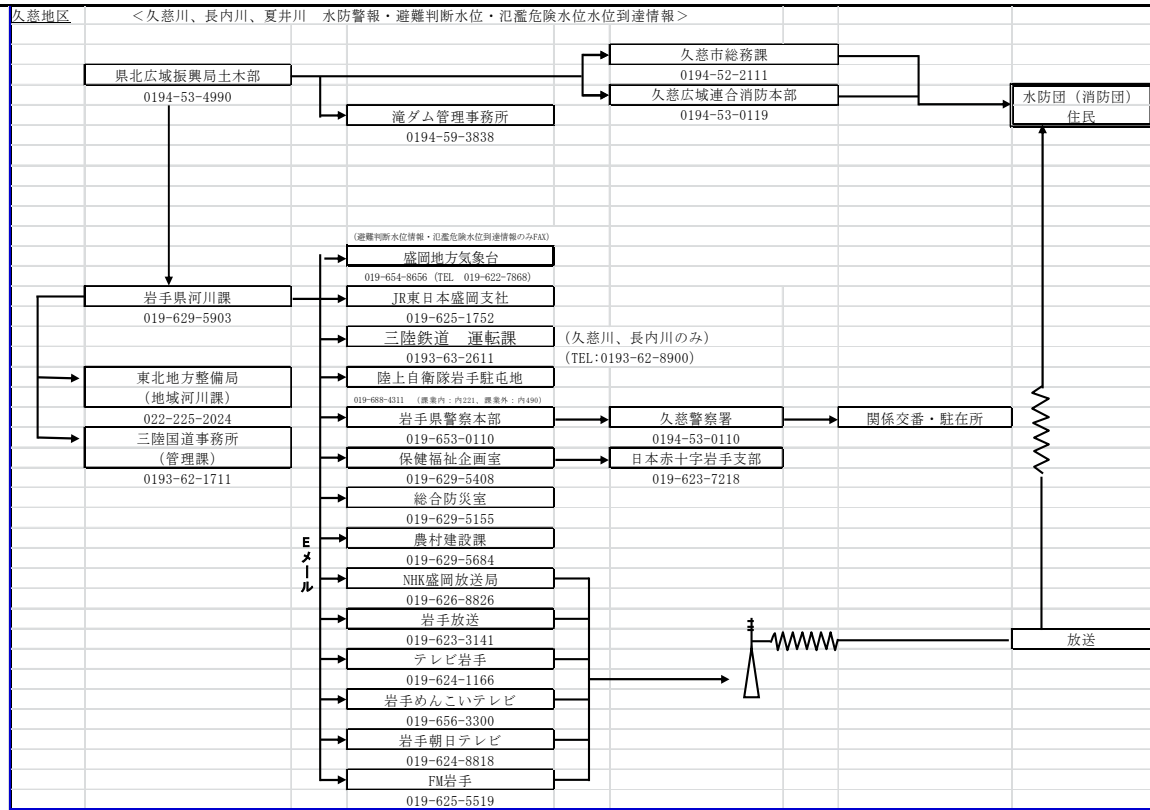 久慈地区
＜久慈川、長内川、夏井川　水防警報・避難判断水位・氾濫危険水位水位到達情報＞
久慈市総務課
0194-52-2111
県北広域振興局土木部
0194-53-4990
久慈広域連合消防本部
0194-53-0119
水防団（消防団）
住民
滝ダム管理事務所
0194-59-3838
(避難判断水位情報・氾濫危険水位到達情報のみFAX)
盛岡地方気象台
019-654-8656 (TEL　019-622-7868)
岩手県河川課
019-629-5903
JR東日本盛岡支社
019-625-1752
三陸鉄道　運転課
0193-63-2611
（久慈川、長内川のみ）
(TEL:0193-62-8900)
東北地方整備局
（地域河川課）
022-225-2024
陸上自衛隊岩手駐屯地
019-688-4311　（課業内：内221, 課業外：内490）
三陸国道事務所
（管理課）
0193-62-1711
岩手県警察本部
019-653-0110
久慈警察署
0194-53-0110
関係交番・駐在所
保健福祉企画室
019-629-5408
日本赤十字岩手支部
019-623-7218
総合防災室
019-629-5155
農村建設課
019-629-5684
Eメール
NHK盛岡放送局
019-626-8826
岩手放送
019-623-3141
放送
テレビ岩手
019-624-1166
岩手めんこいテレビ
019-656-3300
岩手朝日テレビ
019-624-8818
FM岩手
019-625-5519